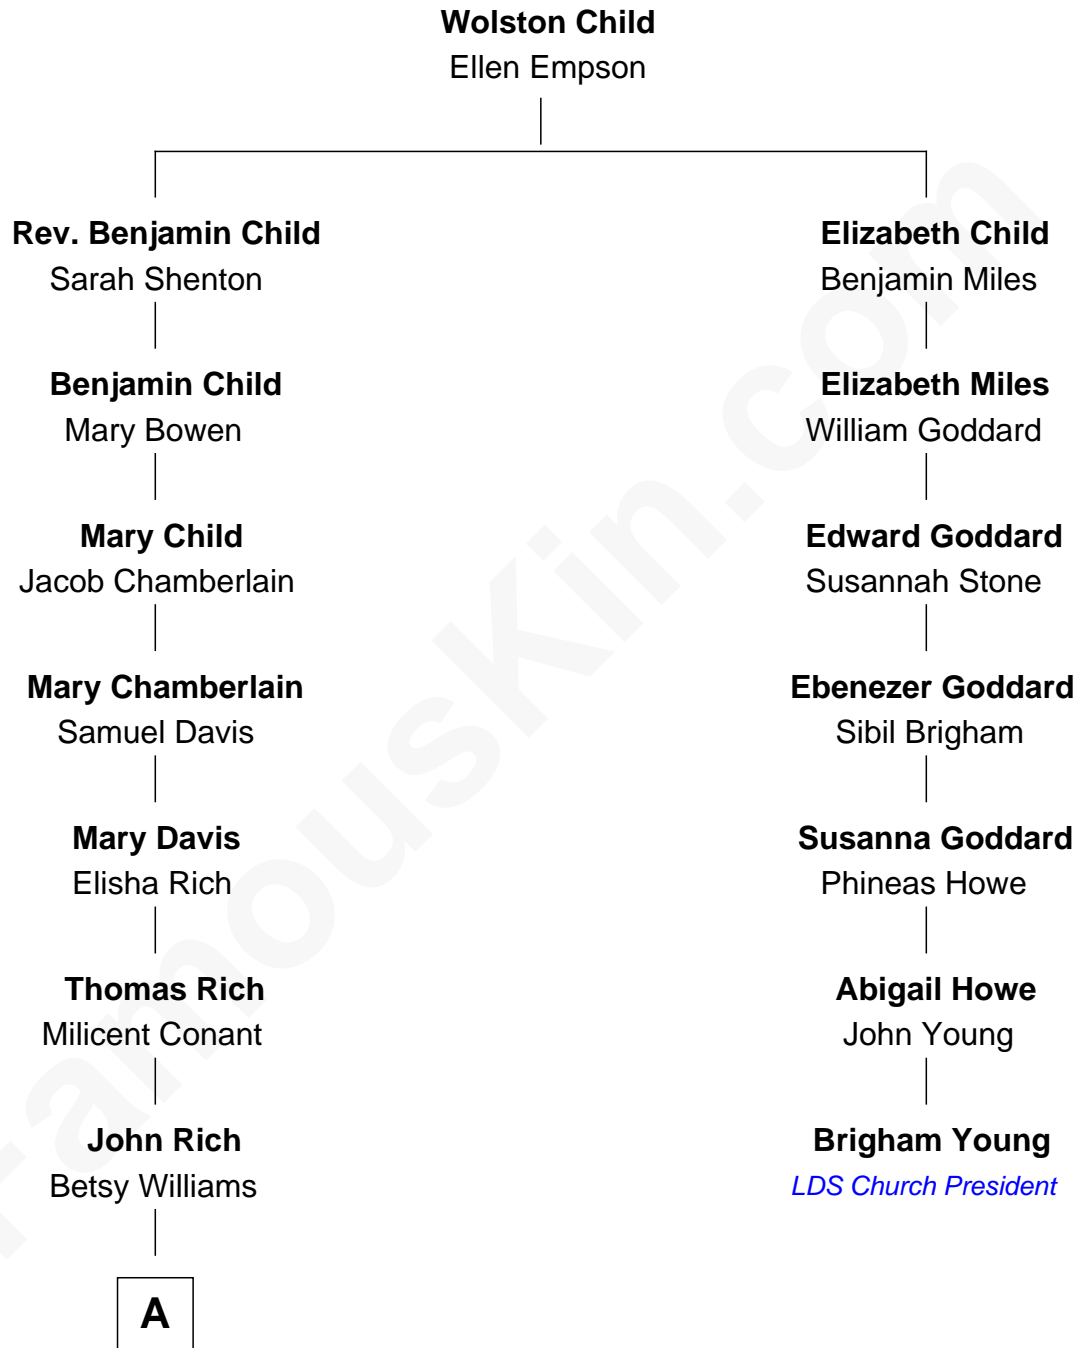 Wolston Child
Ellen Empson
Rev. Benjamin Child
Sarah Shenton
Elizabeth Child
Benjamin Miles
Benjamin Child
Mary Bowen
Elizabeth Miles
William Goddard
Mary Child
Jacob Chamberlain
Edward Goddard
Susannah Stone
Mary Chamberlain
Samuel Davis
Ebenezer Goddard
Sibil Brigham
Mary Davis
Elisha Rich
Susanna Goddard
Phineas Howe
Thomas Rich
Milicent Conant
Abigail Howe
John Young
John Rich
Betsy Williams
Brigham Young
LDS Church President
A
FamousKin.com